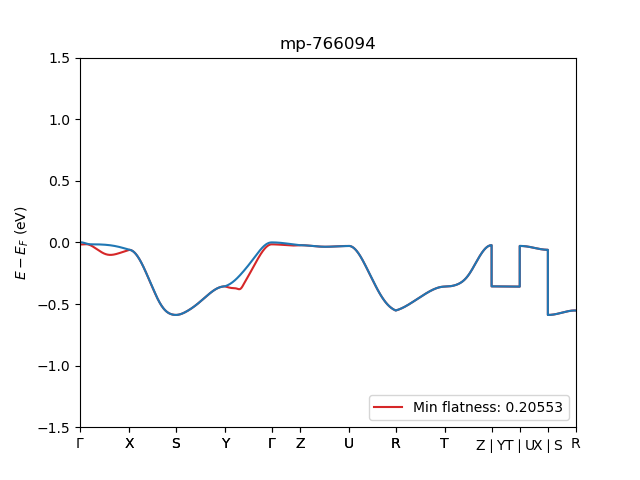 mp-766094
1.5
1.0
0.5
0.0
−0.5
−1.0
−1.5
E − E_F (eV)
Min flatness: 0.20553
Γ X S Y Γ Z U R T Z | YT | UX | S R